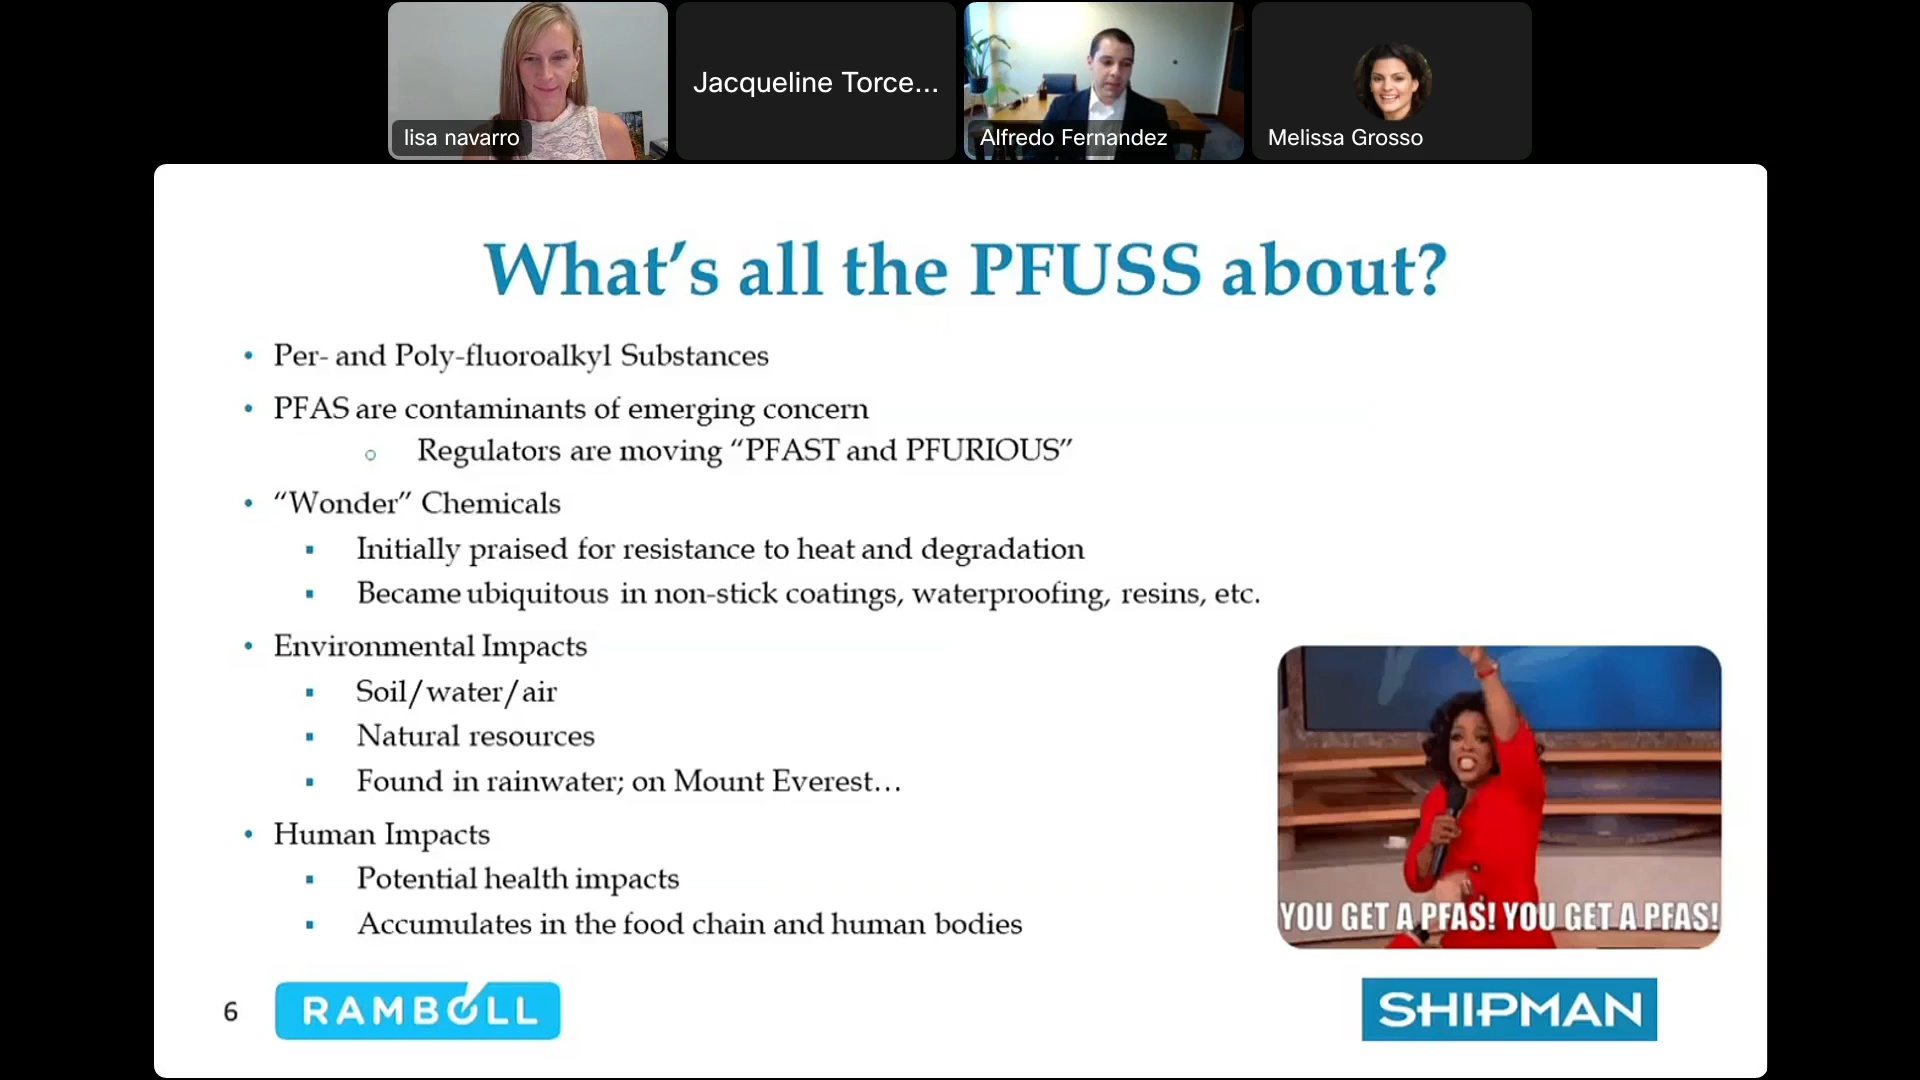 Jacqueline Torce...
lisa navarro
Alfredo Fernandez
Melissa Grosso
What's all the PFUSS about?
• Per- and Poly-fluoroalkyl Substances
• PFAS are contaminants of emerging concern
○ Regulators are moving “PFAST and PFURIOUS”
• “Wonder” Chemicals
▪ Initially praised for resistance to heat and degradation
▪ Became ubiquitous in non-stick coatings, waterproofing, resins, etc.
• Environmental Impacts
▪ Soil/water/air
▪ Natural resources
▪ Found in rainwater; on Mount Everest…
• Human Impacts
▪ Potential health impacts
▪ Accumulates in the food chain and human bodies
YOU GET A PFAS! YOU GET A PFAS!
6
RAMBOLL
SHIPMAN